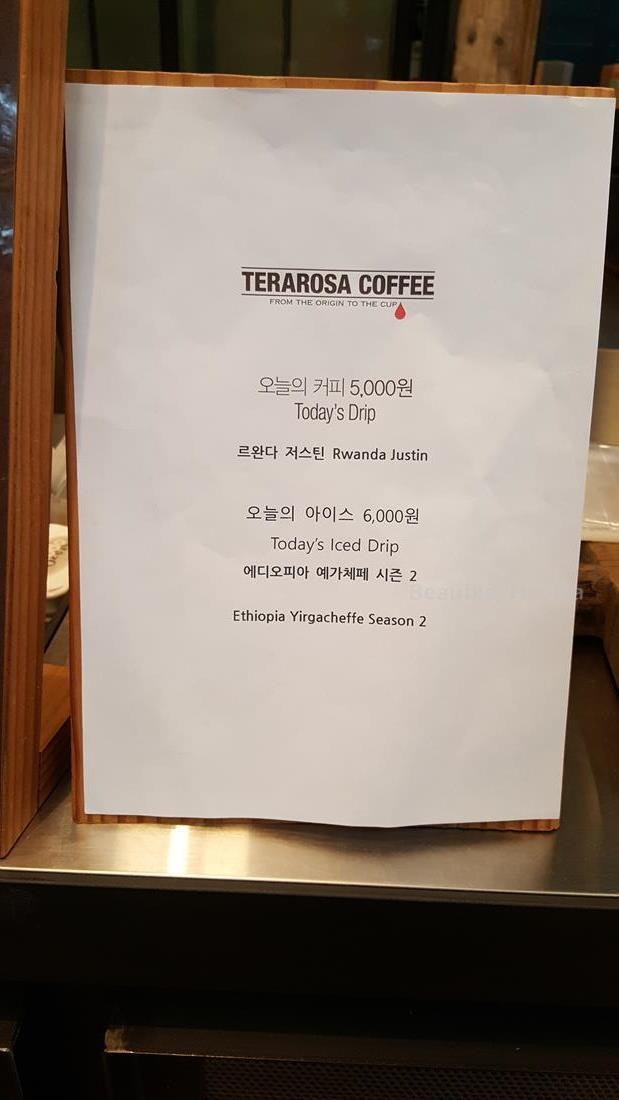 TERAROSA COFFEE
FROM THE ORIGIN TO THE CUP
오늘의 커피 5,000원
Today's Drip
르완다 저스틴 Rwanda Justin
오늘의 아이스 6,000원
Today's Iced Drip
에디오피아 예가체페 시즌 2
Ethiopia Yirgacheffe Season 2